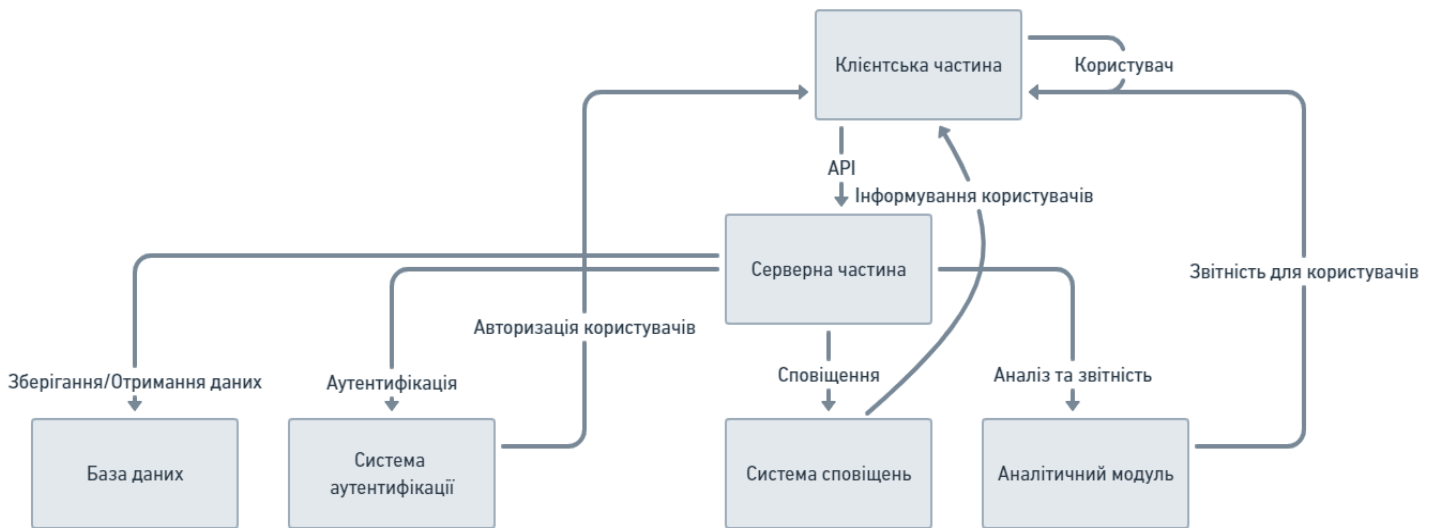 Клієнтська частина
Користувач
API
Інформування користувачів
Серверна частина
Звітність для користувачів
Авторизація користувачів
Зберігання/Отримання даних
Аутентифікація
Сповіщення
Аналіз та звітність
База даних
Система
аутентифікації
Система сповіщень
Аналітичний модуль